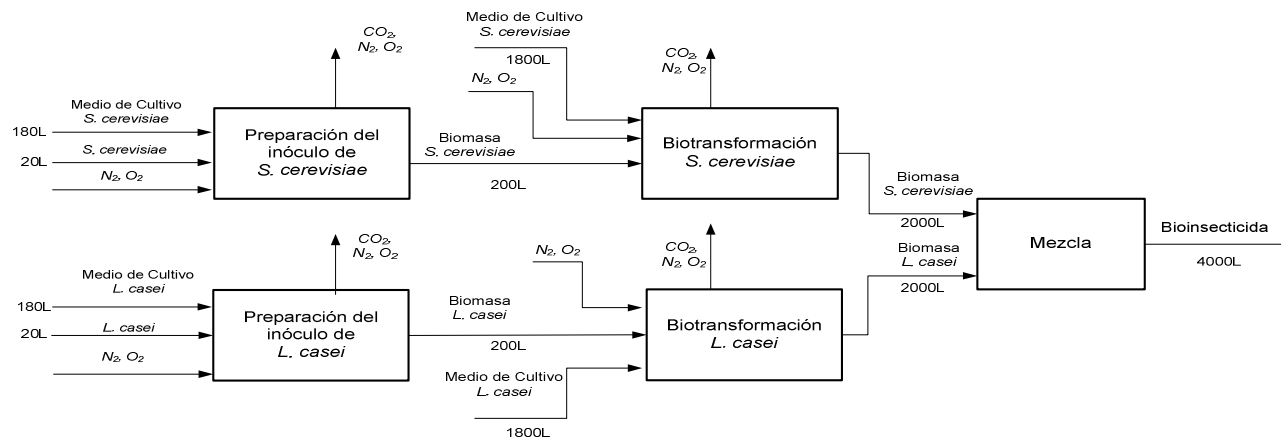 CO2,
N2, O2
Medio de Cultivo
S. cerevisiae
1800L
N2, O2
CO2,
N2, O2
Medio de Cultivo
S. cerevisiae
180L
S. cerevisiae
20L
N2, O2
Preparación del
inóculo de
S. cerevisiae
Biomasa
S. cerevisiae
200L
Biotransformación
S. cerevisiae
Biomasa
S. cerevisiae
2000L
Biomasa
L. casei
2000L
Mezcla
Bioinsecticida
4000L
CO2,
N2, O2
N2, O2
CO2,
N2, O2
Medio de Cultivo
L. casei
180L
L. casei
20L
N2, O2
Preparación del
inóculo de
L. casei
Biomasa
L. casei
200L
Biotransformación
L. casei
Medio de Cultivo
L. casei
1800L